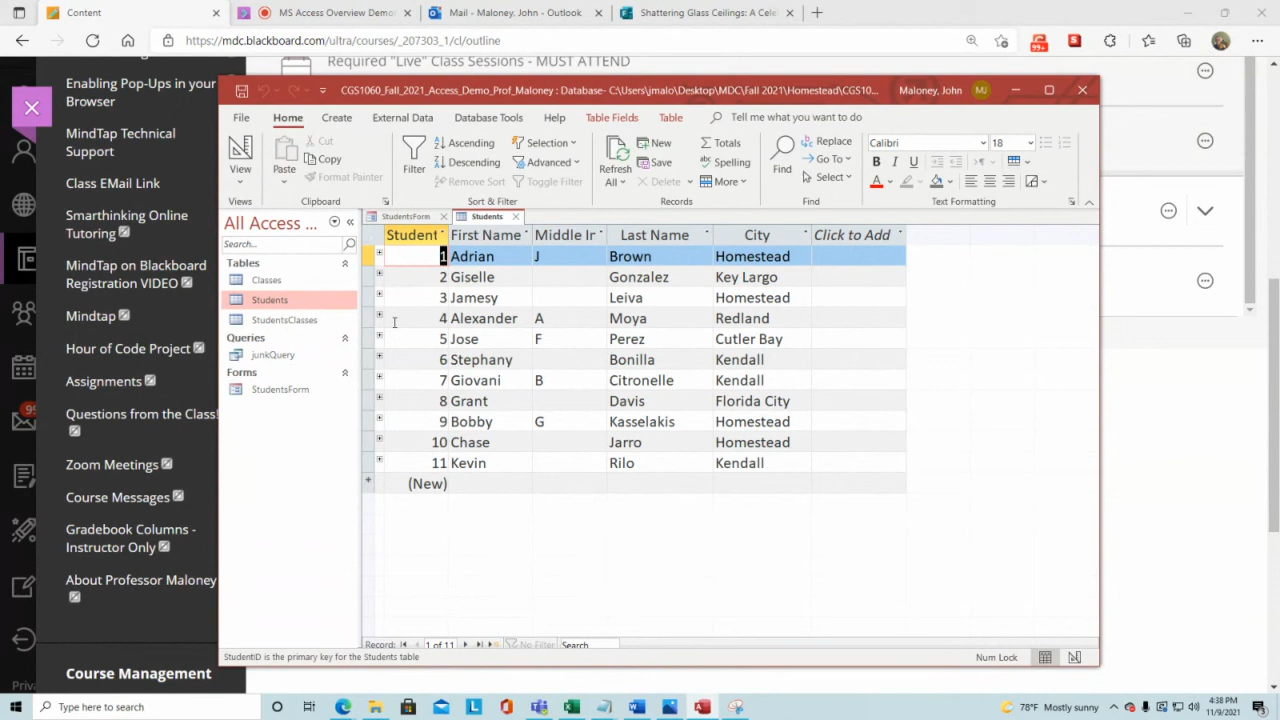 Content
MS Access Overview Demo
Mail - Maloney, John - Outlook
Shattering Glass Ceilings: A Cele
https://mdc.blackboard.com/ultra/courses/_207303_1/cl/outline
99+
Required "Live" Class Sessions - MUST ATTEND
Enabling Pop-Ups in your
Browser
MindTap Technical
Support
Class EMail Link
Smarthinking Online
Tutoring
MindTap on Blackboard
Registration VIDEO
Mindtap
Hour of Code Project
Assignments
Questions from the Class!
Zoom Meetings
Course Messages
Gradebook Columns -
Instructor Only
About Professor Maloney
Course Management
CGS1060_Fall_2021_Access_Demo_Prof_Maloney : Database- C:\Users\jmalo\Desktop\MDC\Fall 2021\Homestead\CGS10...
Maloney, John MJ
File Home Create External Data Database Tools Help Table Fields Table Tell me what you want to do
View
Views
Paste
Cut
Copy
Format Painter
Clipboard
Filter
Ascending
Descending
Remove Sort
Selection
Advanced
Toggle Filter
Sort & Filter
Refresh
All
New
Save
Delete
Totals
Spelling
More
Records
Find
Replace
Go To
Select
Find
Calibri 18
B I U
A
Text Formatting
All Access ...
Search...
Tables
Classes
Students
StudentsClasses
Queries
junkQuery
Forms
StudentsForm
StudentsForm Students
Student First Name Middle Ir Last Name City Click to Add
1 Adrian J Brown Homestead
2 Giselle Gonzalez Key Largo
3 Jamesy Leiva Homestead
4 Alexander A Moya Redland
5 Jose F Perez Cutler Bay
6 Stephany Bonilla Kendall
7 Giovani B Citronelle Kendall
8 Grant Davis Florida City
9 Bobby G Kasselakis Homestead
10 Chase Jarro Homestead
11 Kevin Rilo Kendall
(New)
Record: 1 of 11 No Filter Search
StudentID is the primary key for the Students table
Num Lock
Type here to search
78°F Mostly sunny
4:38 PM
11/9/2021